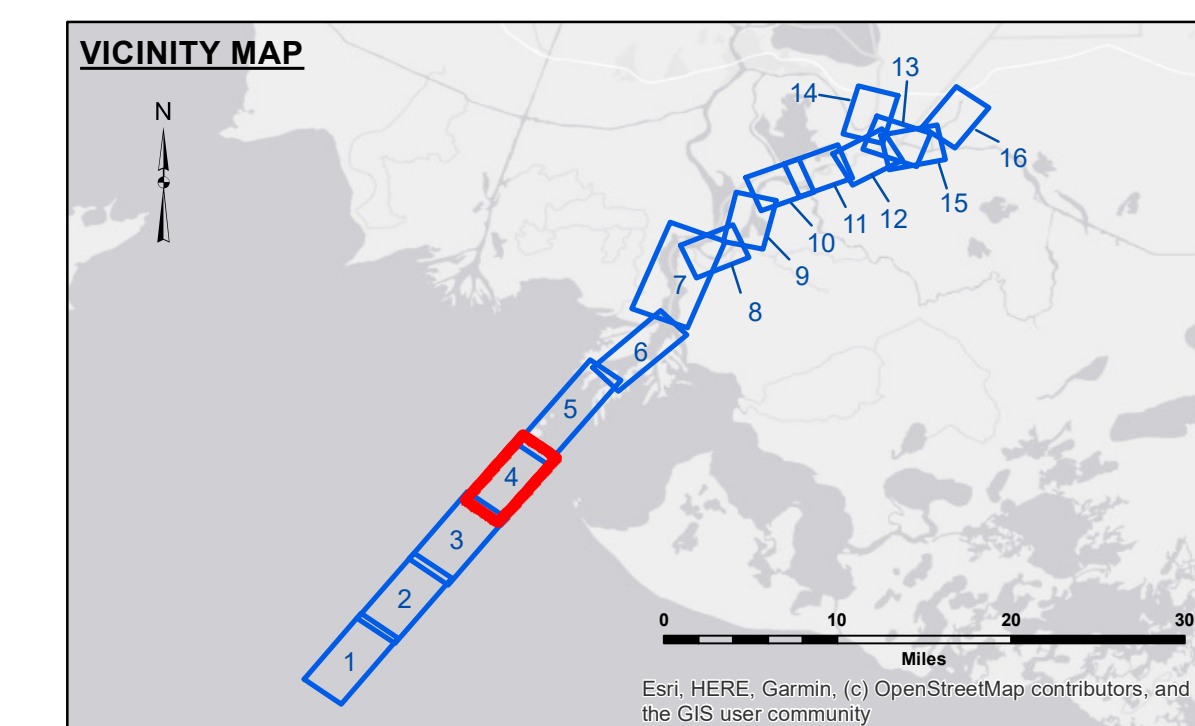 VICINITY MAP
N
13
14
16
15
12
11
10
9
7
8
6
5
4
3
2
1
0 10 20 30
Miles
Esri, HERE, Garmin, (c) OpenStreetMap contributors, and
the GIS user community